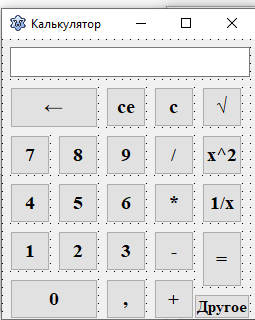 Калькулятор
← ce c √
7 8 9 / x^2
4 5 6 * 1/x
1 2 3 - =
0 , + Другое